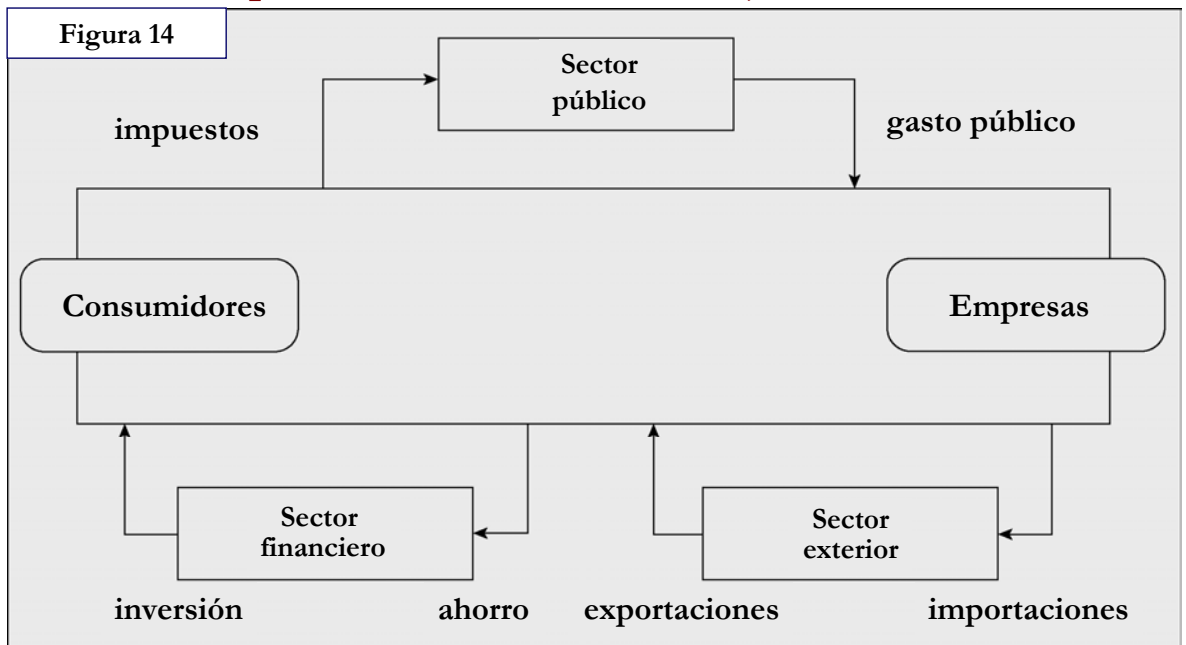 Figura 14
Sector
público
impuestos
gasto público
Consumidores
Empresas
Sector
financiero
Sector
exterior
inversión
ahorro
exportaciones
importaciones